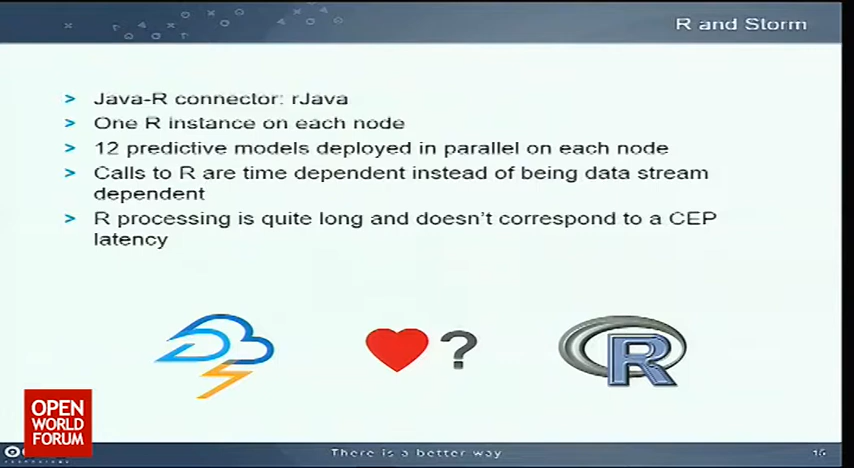 R and Storm
> Java-R connector: rJava
> One R instance on each node
> 12 predictive models deployed in parallel on each node
> Calls to R are time dependent instead of being data stream
dependent
> R processing is quite long and doesn't correspond to a CEP
latency
?
R
OPEN
WORLD
FORUM
There is a better way